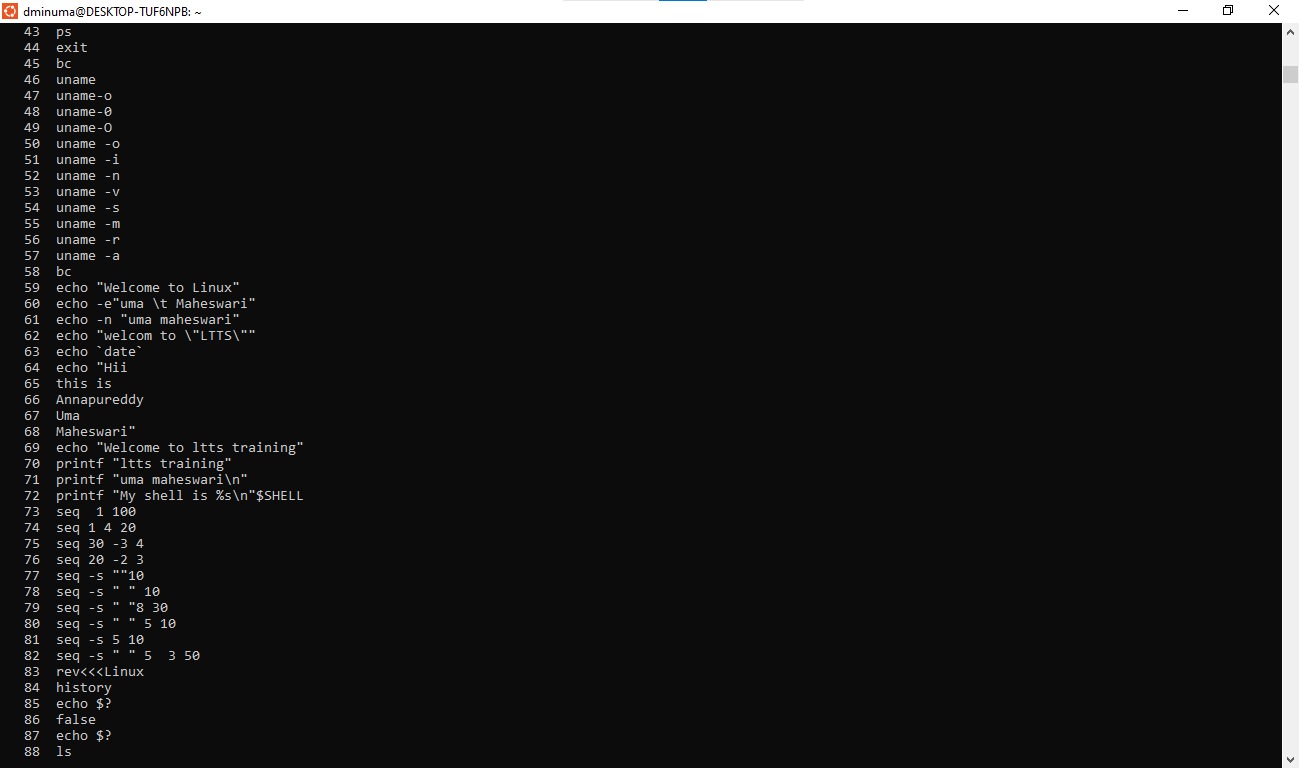 dminuma@DESKTOP-TUF6NPB: ~
43 ps
44 exit
45 bc
46 uname
47 uname-o
48 uname-0
49 uname-O
50 uname -o
51 uname -i
52 uname -n
53 uname -v
54 uname -s
55 uname -m
56 uname -r
57 uname -a
58 bc
59 echo "Welcome to Linux"
60 echo -e"uma \t Maheswari"
61 echo -n "uma maheswari"
62 echo "welcom to \"LTTS\""
63 echo `date`
64 echo "Hii
65 this is
66 Annapureddy
67 Uma
68 Maheswari"
69 echo "Welcome to ltts training"
70 printf "ltts training"
71 printf "uma maheswari\n"
72 printf "My shell is %s\n"$SHELL
73 seq  1 100
74 seq 1 4 20
75 seq 30 -3 4
76 seq 20 -2 3
77 seq -s ""10
78 seq -s " " 10
79 seq -s " "8 30
80 seq -s " " 5 10
81 seq -s 5 10
82 seq -s " " 5  3 50
83 rev<<<Linux
84 history
85 echo $?
86 false
87 echo $?
88 ls